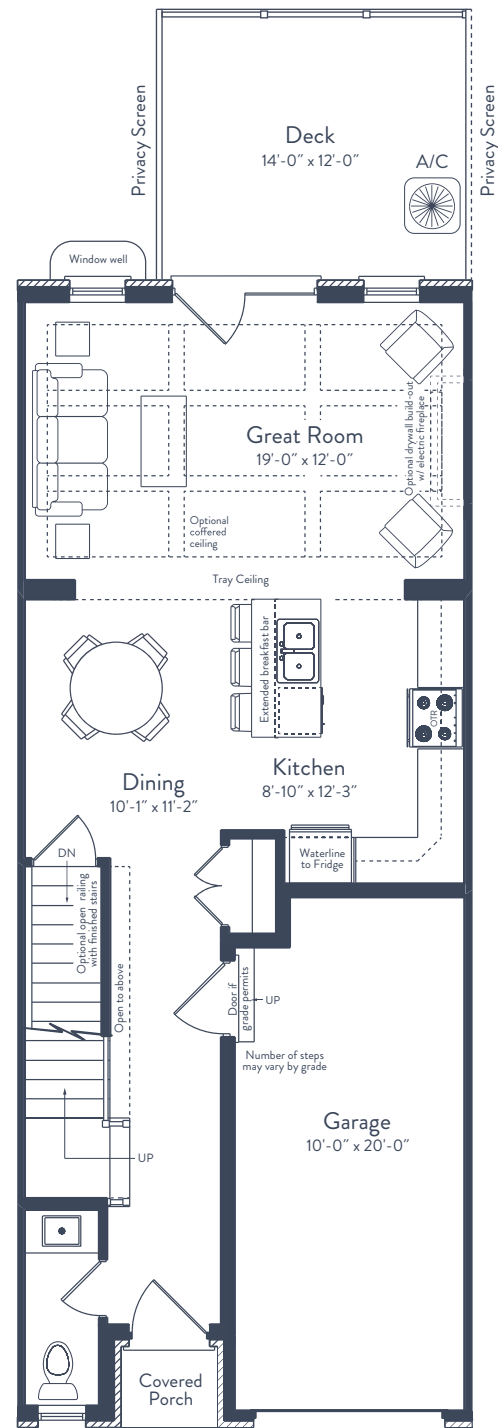 Privacy Screen
Privacy Screen
Deck
14'-0" x 12'-0"
A/C
Window well
Great Room
19'-0" x 12'-0"
Optional drywall build-out
w/ electric fireplace
Optional
coffered
ceiling
Tray Ceiling
Extended breakfast bar
OTR
Kitchen
8'-10" x 12'-3"
Dining
10'-1" x 11'-2"
Waterline
to Fridge
DN
Optional open railing
with finished stairs
Open to above
Door if
grade permits
UP
Number of steps
may vary by grade
Garage
10'-0" x 20'-0"
UP
Covered
Porch